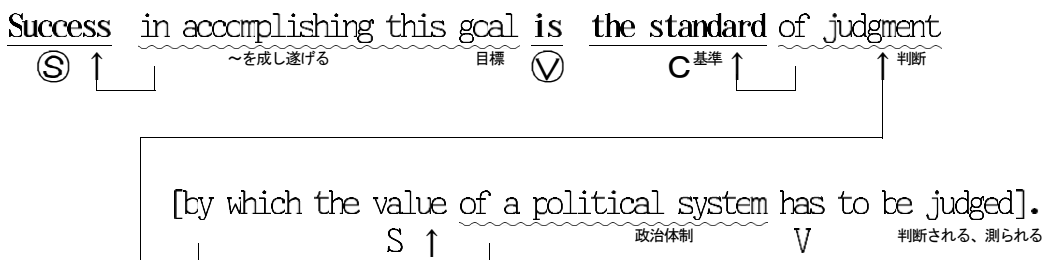 Success in acccmplishing this gcal is the standard of judgment
Ⓢ ↑ ～を成し遂げる 目標 Ⓥ C 基準 ↑ ↑ 判断
[by which the value of a political system has to be judged].
S ↑ 政治体制 V 判断される、測られる